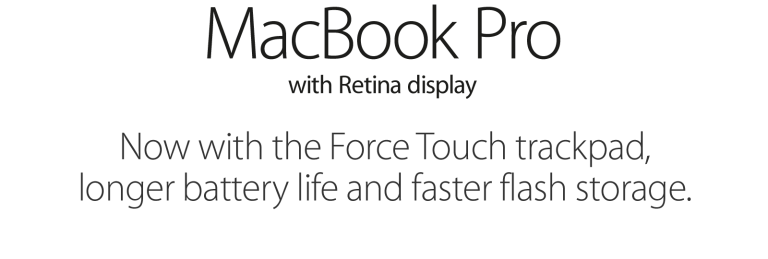 MacBook Pro
with Retina display
Now with the Force Touch trackpad,
longer battery life and faster flash storage.